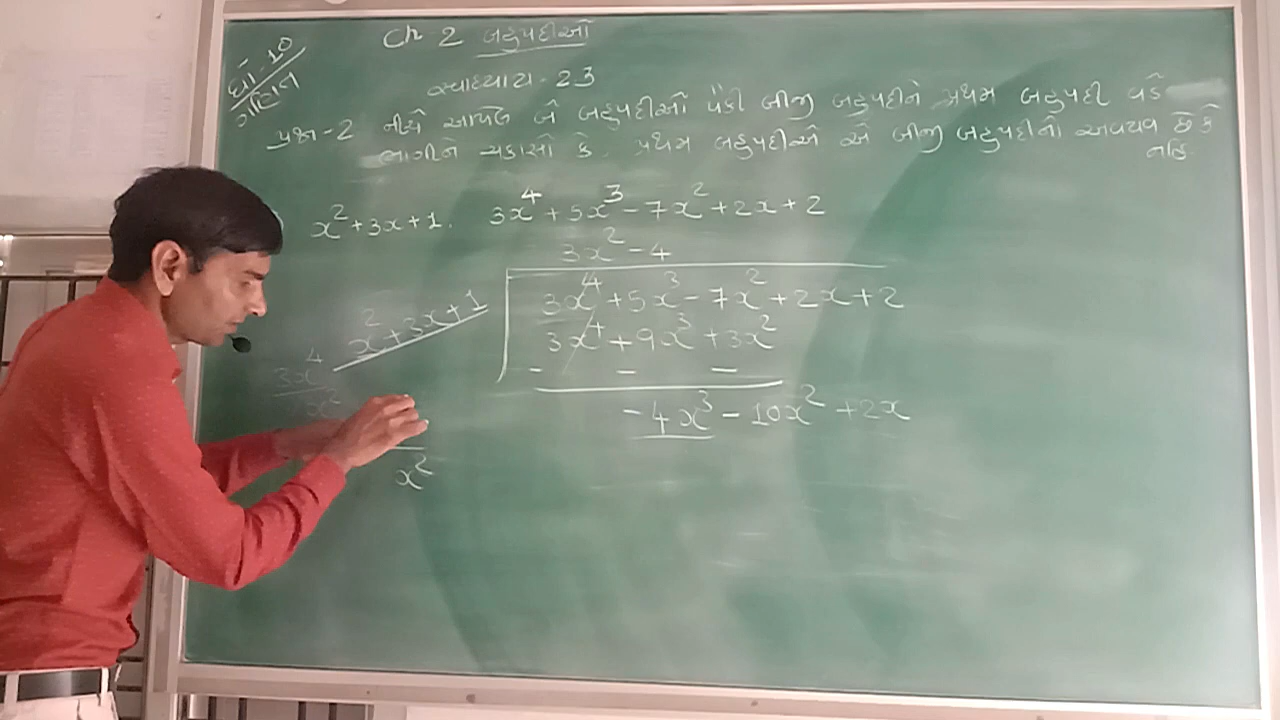 ધો-10
ગણિત
Ch 2 બહુપદીઓ
સ્વાધ્યાય - 2.3
પ્રશ્ન-2 નીચે આપેલ બે બહુપદીઓ પૈકી બીજી બહુપદીને પ્રથમ બહુપદી વડે
ભાગીને ચકાસો કે પ્રથમ બહુપદીએ એ બીજી બહુપદીનો અવયવ છે કે
નહિ.
x²+3x+1. 3x⁴+5x³-7x²+2x+2
3x²-4
x²+3x+1 3x⁴+5x³-7x²+2x+2
3x⁴+9x³+3x²
- - -
-4x³-10x²+2x
3x⁴
x²